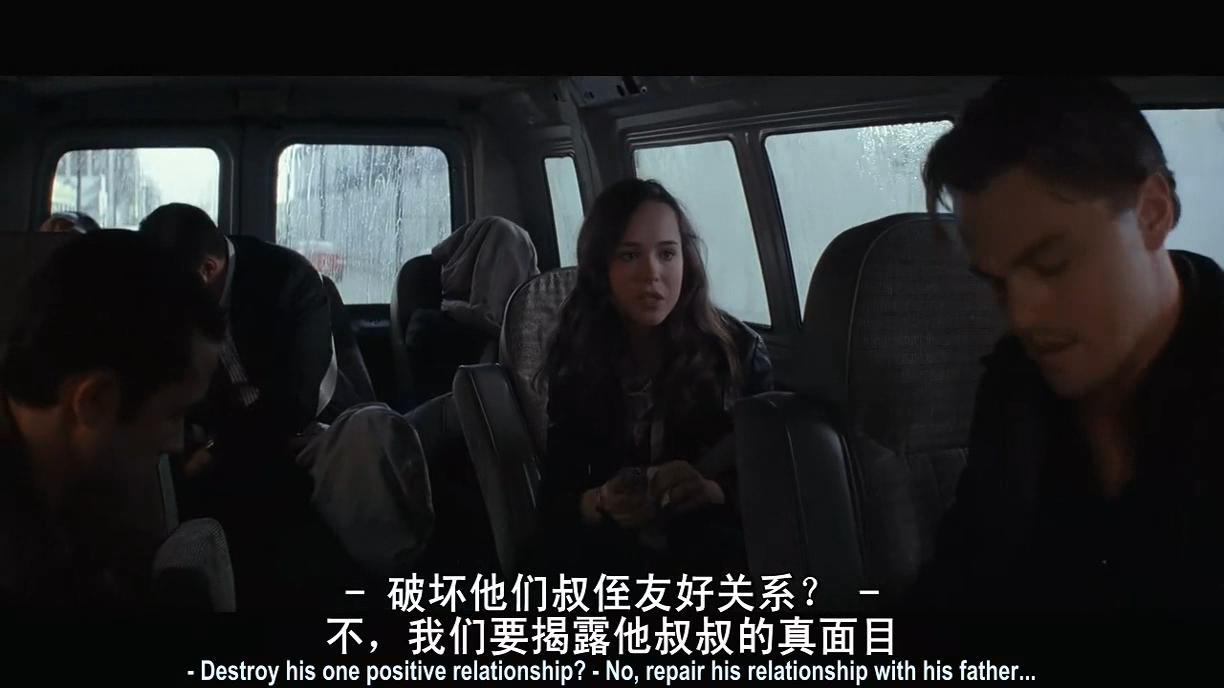 - 破坏他们叔侄友好关系? -
不，我们要揭露他叔叔的真面目
- Destroy his one positive relationship? - No, repair his relationship with his father...